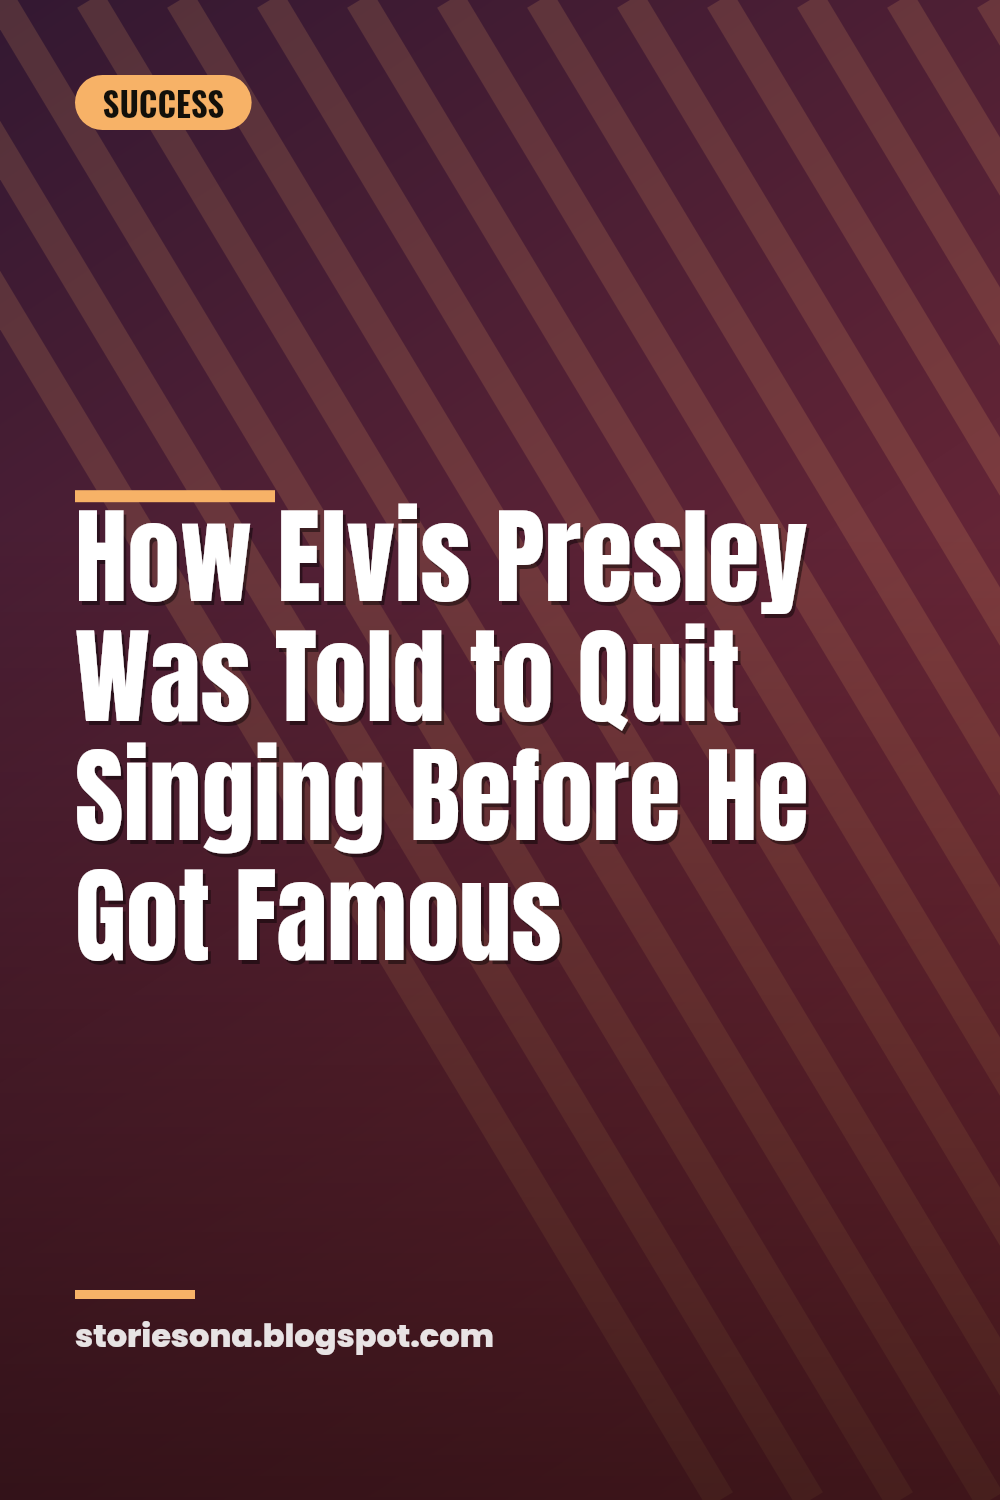 SUCCESS
How Elvis Presley
Was Told to Quit
Singing Before He
Got Famous
storiesona.blogspot.com